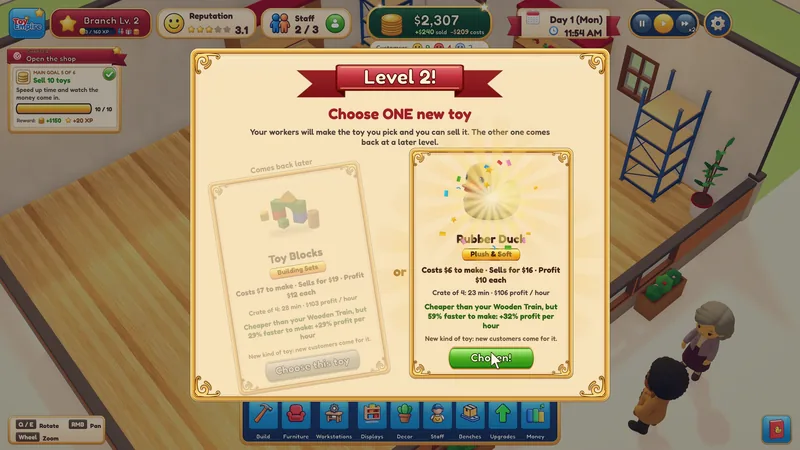 Toy Empire
Branch Lv. 2
Reputation
3.1
Staff
2 / 3
$2,307
+$240 sold -$209 costs
Day 1 (Mon)
11:54 AM
Open the shop
MAIN GOAL 5 OF 6
Sell 10 toys
Speed up time and watch the
money come in.
10 / 10
Reward: +$150 +20 XP
Level 2!
Choose ONE new toy
Your workers will make the toy you pick and you can sell it. The other one comes
back at a later level.
Comes back later
Toy Blocks
Building Sets
Costs $7 to make · Sells for $19 · Profit
$12 each
Crate of 4: 28 min · $103 profit / hour
Cheaper than your Wooden Train, but
29% faster to make: +29% profit per
hour
New kind of toy: new customers come for it.
Choose this toy
or
Rubber Duck
Plush & Soft
Costs $6 to make · Sells for $16 · Profit
$10 each
Crate of 4: 23 min · $106 profit / hour
Cheaper than your Wooden Train, but
59% faster to make: +32% profit per
hour
New kind of toy: new customers come for it.
Chosen!
Q / E Rotate RMB Pan
Wheel Zoom
Build
Furniture
Workstations
Displays
Decor
Staff
Benches
Upgrades
Money